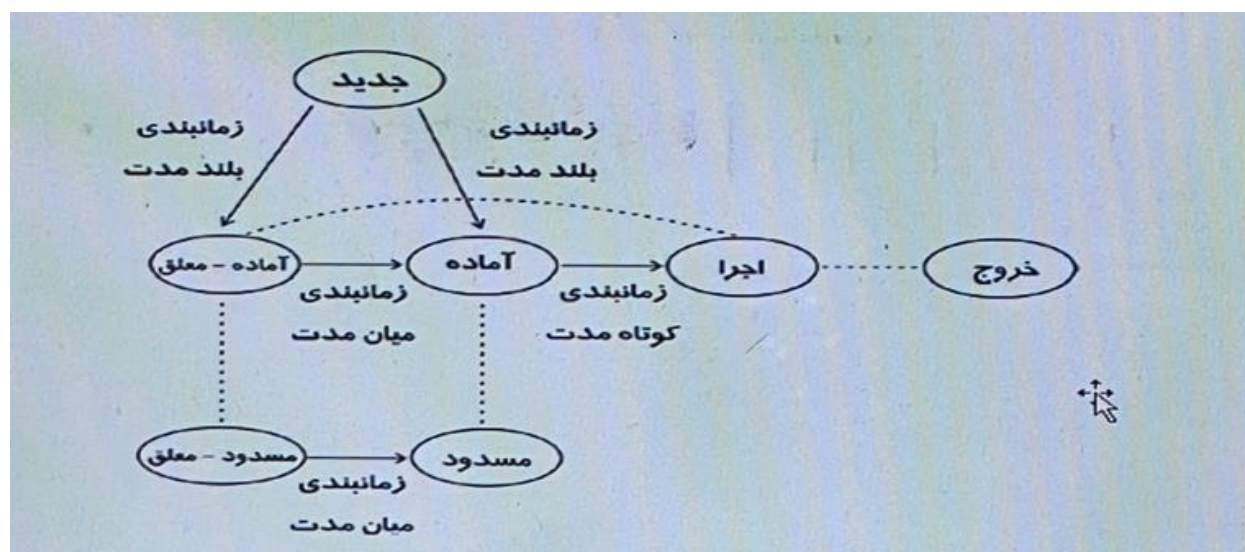 جدید
زمانبندی
بلند مدت
زمانبندی
بلند مدت
خروج
اجرا
آماده
آماده - معلق
زمانبندی
کوتاه مدت
زمانبندی
میان مدت
مسدود
مسدود - معلق
زمانبندی
میان مدت